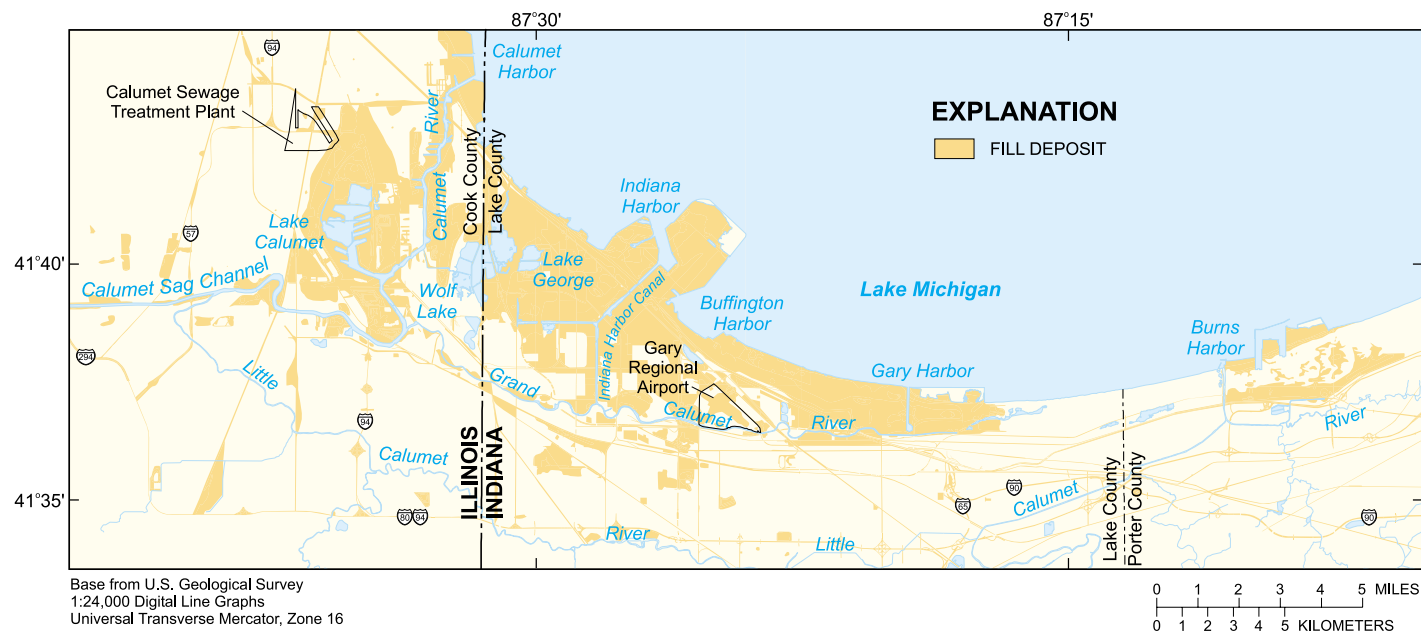 87°30'
87°15'
94
Calumet
Harbor
Calumet Sewage
Treatment Plant
River
Calumet
Cook County
Lake County
EXPLANATION
FILL DEPOSIT
Indiana
Harbor
57
Lake
Calumet
41°40'
Calumet Sag Channel
Wolf
Lake
Lake
George
Indiana Harbor Canal
Buffington
Harbor
Lake Michigan
Burns
Harbor
294
Little
Grand
Gary
Regional
Airport
Gary Harbor
Calumet
River
94
ILLINOIS
INDIANA
Calumet
River
41°35'
80
94
River
Little
65
90
Calumet
Lake County
Porter County
90
Base from U.S. Geological Survey
1:24,000 Digital Line Graphs
Universal Transverse Mercator, Zone 16
0 1 2 3 4 5 MILES
0 1 2 3 4 5 KILOMETERS